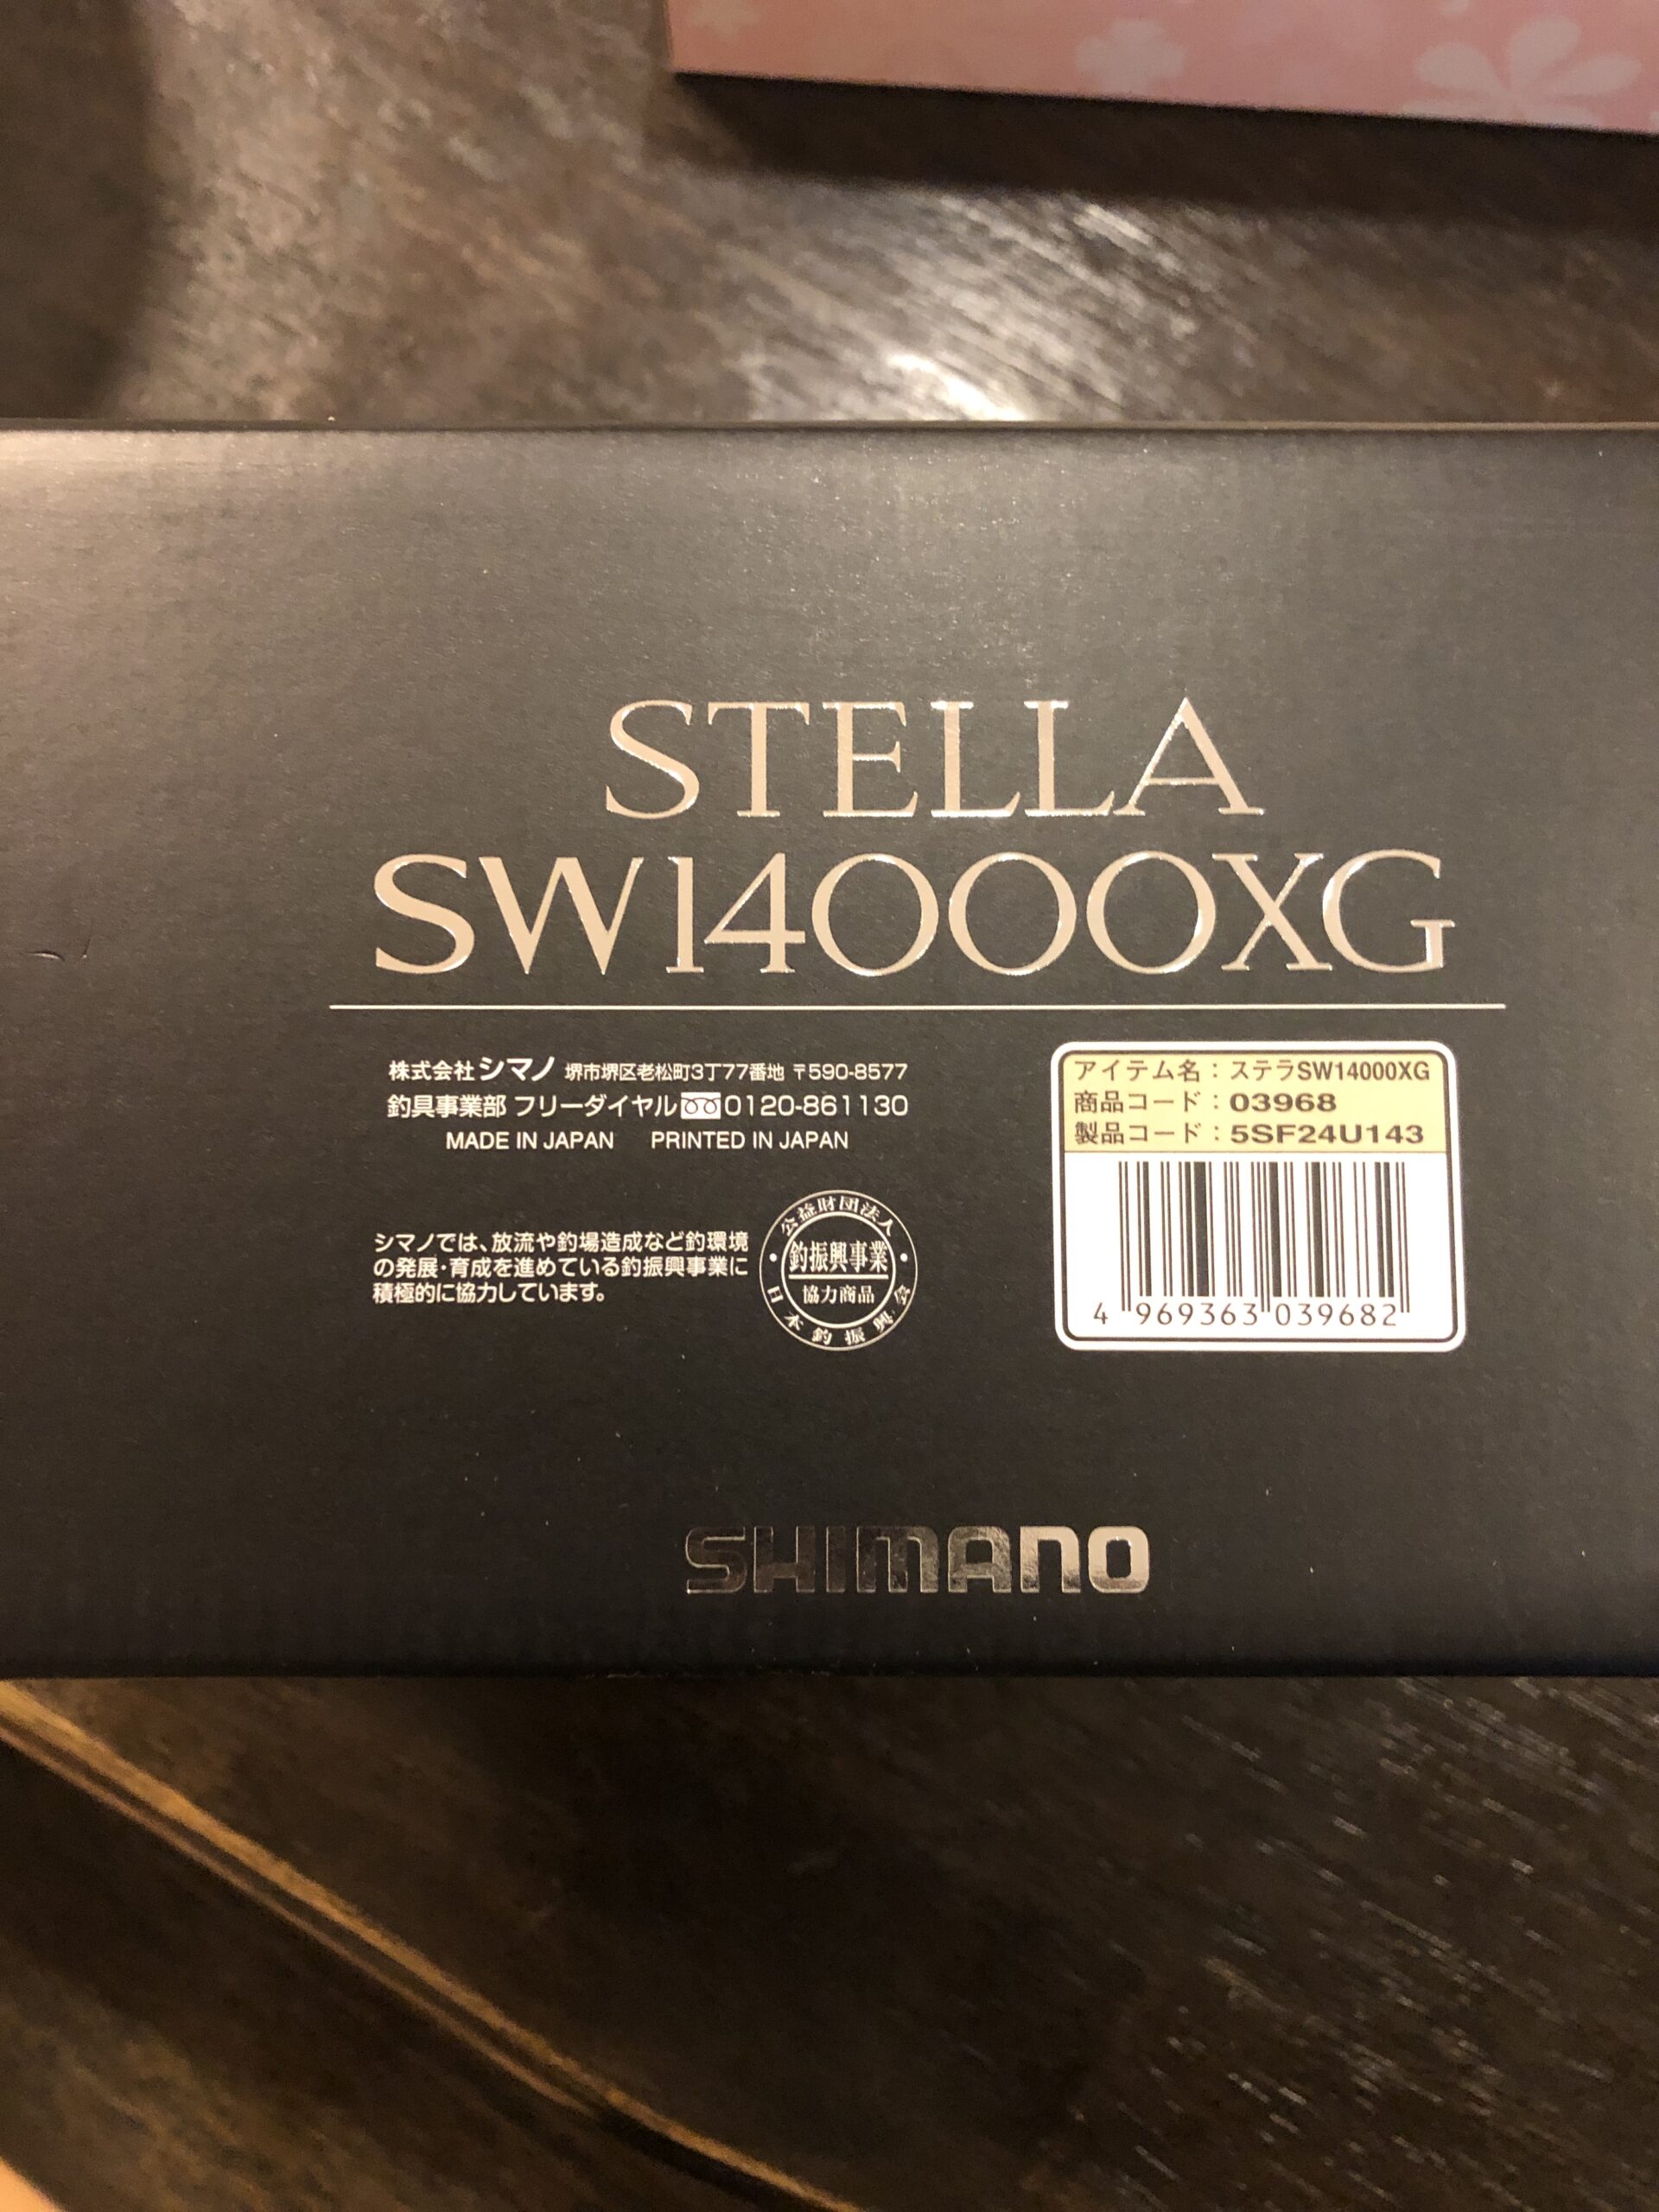 STELLA
SW14000XG
株式会社シマノ 堺市堺区老松町3丁77番地 〒590-8577
釣具事業部 フリーダイヤル 0120-861130
MADE IN JAPAN PRINTED IN JAPAN
シマノでは、放流や釣場造成など釣環境
の発展・育成を進めている釣振興事業に
積極的に協力しています。
公益財団法人
釣振興事業
協力商品
日本釣振興会
アイテム名：ステラSW14000XG
商品コード：03968
製品コード：5SF24U143
4 969363 039682
SHIMANO